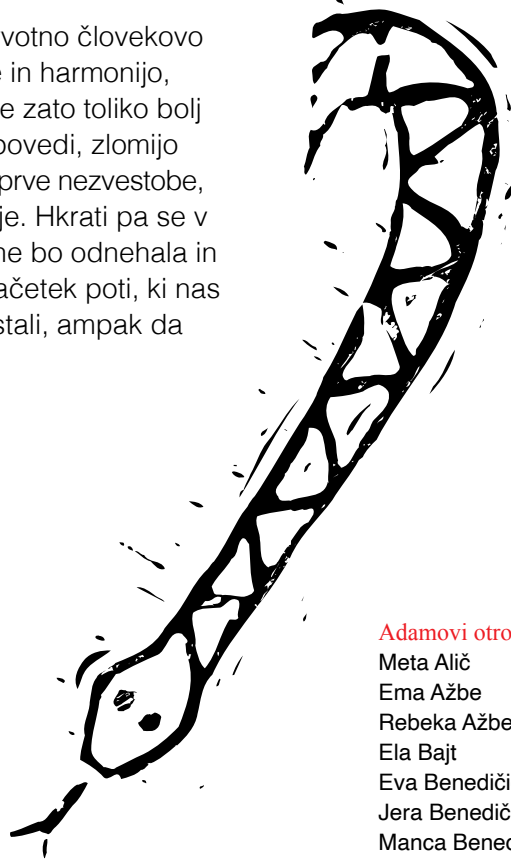 votno človekovo
e in harmonijo,
e zato toliko bolj
povedi, zlomijo
prve nezvestobe,
je. Hkrati pa se v
ne bo odnehala in
ačetek poti, ki nas
stali, ampak da
Adamovi otro
Meta Alič
Ema Ažbe
Rebeka Ažbe
Ela Bajt
Eva Benediči
Jera Benedič
Manca Bened